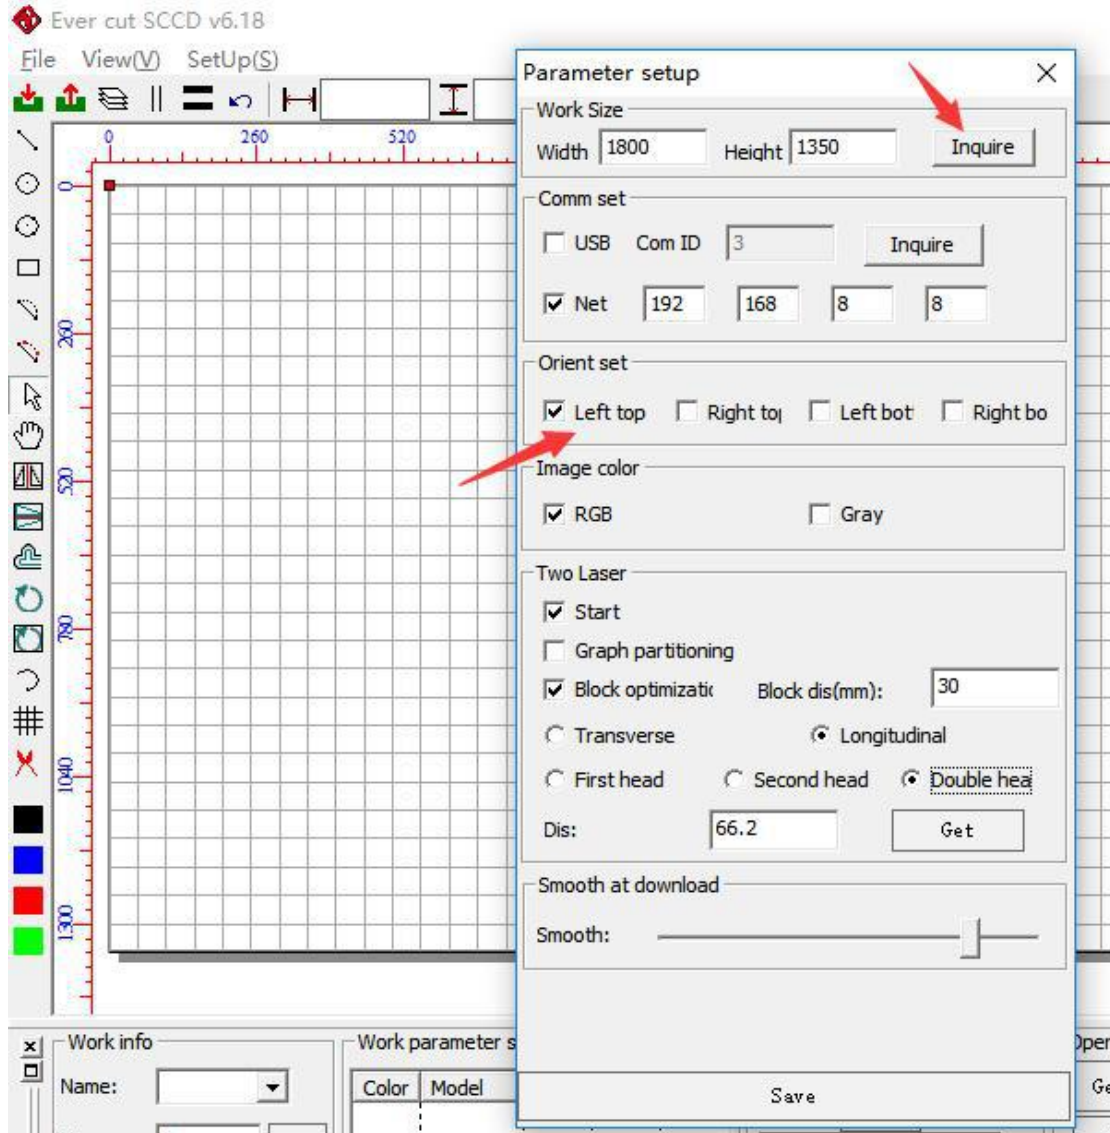 Ever cut SCCD v6.18
File View(V) SetUp(S)
0 260 520
0
260
520
780
1040
1300
Parameter setup
Work Size
Width 1800 Height 1350 Inquire
Comm set
USB Com ID 3 Inquire
Net 192 168 8 8
Orient set
Left top Right top Left bott Right bo
Image color
RGB Gray
Two Laser
Start
Graph partitioning
Block optimizatic Block dis(mm): 30
Transverse Longitudinal
First head Second head Double hea
Dis: 66.2 Get
Smooth at download
Smooth:
Save
Work info
Name:
Work parameter s
Color Model
Oper
Ge